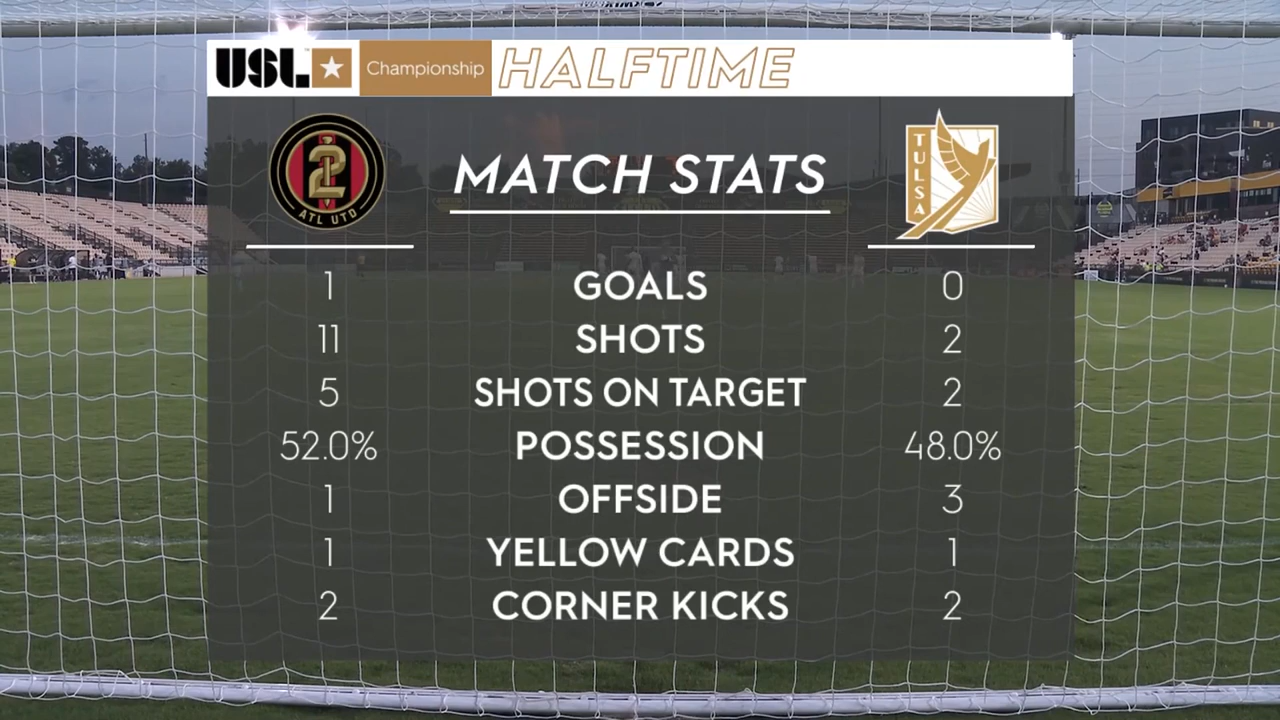 USL Championship HALFTIME
2
ATL UTD
TULSA
MATCH STATS
1 GOALS 0
11 SHOTS 2
5 SHOTS ON TARGET 2
52.0% POSSESSION 48.0%
1 OFFSIDE 3
1 YELLOW CARDS 1
2 CORNER KICKS 2